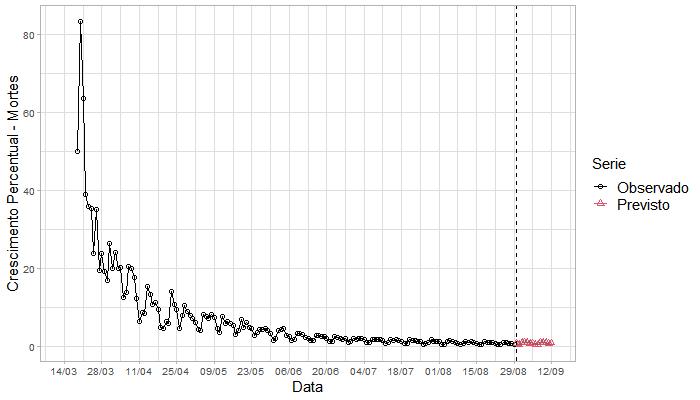 80
60
40
20
0
Crescimento Percentual - Mortes
14/03 28/03 11/04 25/04 09/05 23/05 06/06 20/06 04/07 18/07 01/08 15/08 29/08 12/09
Data
Serie
Observado
Previsto